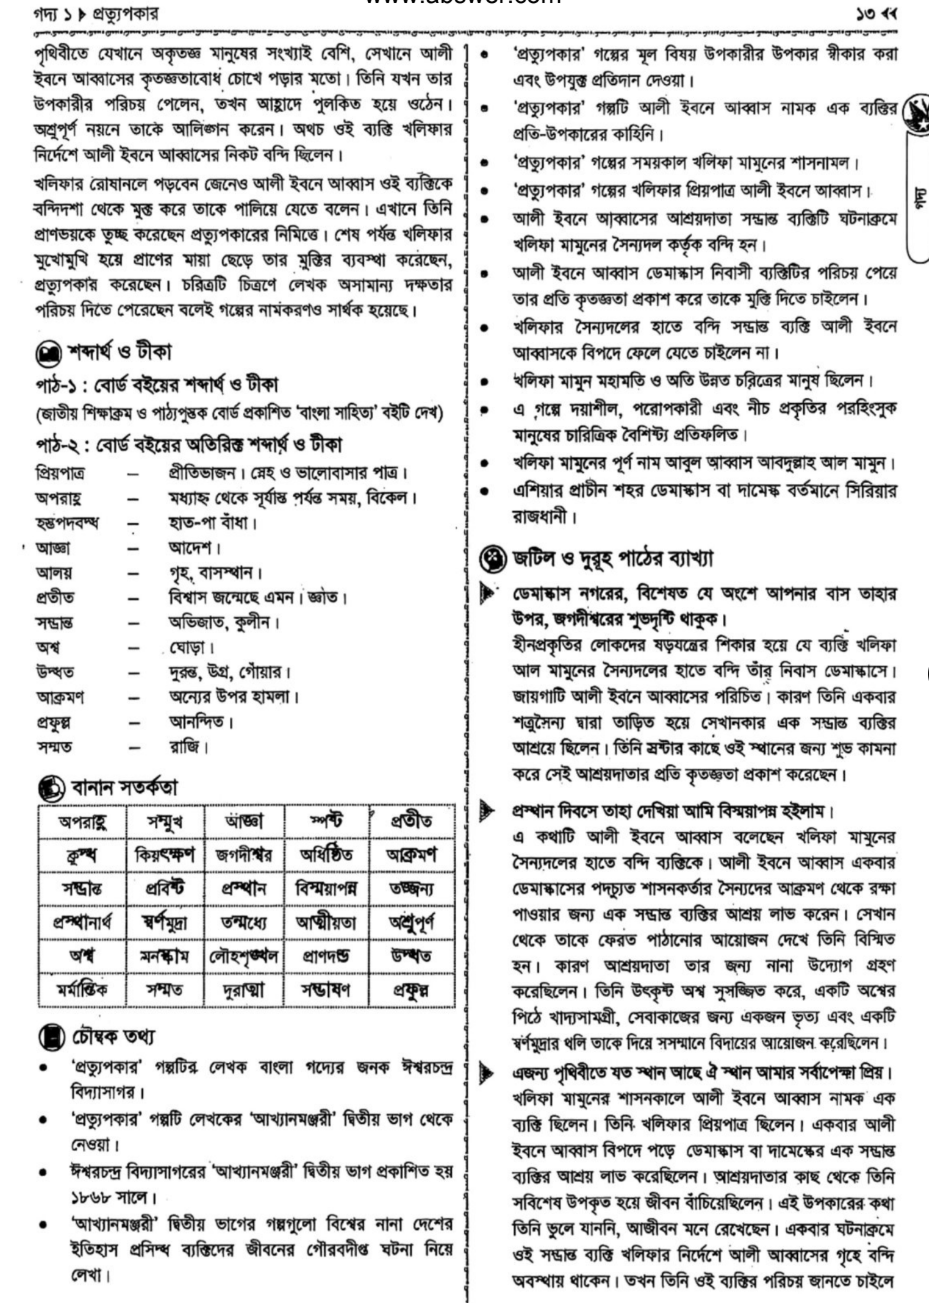 www.abswer.com
গদ্য ১ ▶ প্রত্যুপকার
১৩ ◀◀
পৃথিবীতে যেখানে অকৃতজ্ঞ মানুষের সংখ্যাই বেশি, সেখানে আলী
ইবনে আব্বাসের কৃতজ্ঞতাবোধ চোখে পড়ার মতো। তিনি যখন তার
উপকারীর পরিচয় পেলেন, তখন আহ্লাদে পুলকিত হয়ে ওঠেন।
অশ্রুপূর্ণ নয়নে তাকে আলিঙ্গন করেন। অথচ ওই ব্যক্তি খলিফার
নির্দেশে আলী ইবনে আব্বাসের নিকট বন্দি ছিলেন।
খলিফার রোষানলে পড়বেন জেনেও আলী ইবনে আব্বাস ওই ব্যক্তিকে
বন্দিদশা থেকে মুক্ত করে তাকে পালিয়ে যেতে বলেন। এখানে তিনি
প্রাণভয়কে তুচ্ছ করেছেন প্রত্যুপকারের নিমিত্তে। শেষ পর্যন্ত খলিফার
মুখোমুখি হয়ে প্রাণের মায়া ছেড়ে তার মুক্তির ব্যবস্থা করেছেন,
প্রত্যুপকার করেছেন। চরিত্রটি চিত্রণে লেখক অসামান্য দক্ষতার
পরিচয় দিতে পেরেছেন বলেই গল্পের নামকরণও সার্থক হয়েছে।
শব্দার্থ ও টীকা
পাঠ-১ : বোর্ড বইয়ের শব্দার্থ ও টীকা
(জাতীয় শিক্ষাক্রম ও পাঠ্যপুস্তক বোর্ড প্রকাশিত ‘বাংলা সাহিত্য’ বইটি দেখ)
পাঠ-২ : বোর্ড বইয়ের অতিরিক্ত শব্দার্থ ও টীকা
প্রিয়পাত্র – প্রীতিভাজন। স্নেহ ও ভালোবাসার পাত্র।
অপরাহ্ণ – মধ্যাহ্ন থেকে সূর্যাস্ত পর্যন্ত সময়, বিকেল।
হস্তপদবন্ধ – হাত-পা বাঁধা।
আজ্ঞা – আদেশ।
আলয় – গৃহ, বাসস্থান।
প্রতীত – বিশ্বাস জন্মেছে এমন। জ্ঞাত।
সম্ভ্রান্ত – অভিজাত, কুলীন।
অশ্ব – ঘোড়া।
উদ্ধত – দুরন্ত, উগ্র, গোঁয়ার।
আক্রমণ – অন্যের উপর হামলা।
প্রফুল্ল – আনন্দিত।
সম্মত – রাজি।
বানান সতর্কতা
অপরাহ্ণ সম্মুখ আজ্ঞা স্পষ্ট প্রতীত
ক্রুদ্ধ কিয়ৎক্ষণ জগদীশ্বর অধিষ্ঠিত আক্রমণ
সম্ভ্রান্ত প্রবিষ্ট প্রস্থান বিস্ময়াপন্ন তজ্জন্য
প্রস্থানার্থ স্বর্ণমুদ্রা তন্মধ্যে আত্মীয়তা অশ্রুপূর্ণ
অশ্ব মনস্কাম লৌহশৃঙ্খল প্রাণদণ্ড উদ্ধত
মর্মান্তিক সম্মত দুরাত্মা সম্ভাষণ প্রফুল্ল
চৌম্বক তথ্য
● ‘প্রত্যুপকার’ গল্পটির লেখক বাংলা গদ্যের জনক ঈশ্বরচন্দ্র
বিদ্যাসাগর।
● ‘প্রত্যুপকার’ গল্পটি লেখকের ‘আখ্যানমঞ্জরী’ দ্বিতীয় ভাগ থেকে
নেওয়া।
● ঈশ্বরচন্দ্র বিদ্যাসাগরের ‘আখ্যানমঞ্জরী’ দ্বিতীয় ভাগ প্রকাশিত হয়
১৮৬৮ সালে।
● ‘আখ্যানমঞ্জরী’ দ্বিতীয় ভাগের গল্পগুলো বিশ্বের নানা দেশের
ইতিহাস প্রসিদ্ধ ব্যক্তিদের জীবনের গৌরবদীপ্ত ঘটনা নিয়ে
লেখা।
● ‘প্রত্যুপকার’ গল্পের মূল বিষয় উপকারীর উপকার স্বীকার করা
এবং উপযুক্ত প্রতিদান দেওয়া।
● ‘প্রত্যুপকার’ গল্পটি আলী ইবনে আব্বাস নামক এক ব্যক্তির
প্রতি-উপকারের কাহিনি।
● ‘প্রত্যুপকার’ গল্পের সময়কাল খলিফা মামুনের শাসনামল।
● ‘প্রত্যুপকার’ গল্পের খলিফার প্রিয়পাত্র আলী ইবনে আব্বাস।
● আলী ইবনে আব্বাসের আশ্রয়দাতা সম্ভ্রান্ত ব্যক্তিটি ঘটনাক্রমে
খলিফা মামুনের সৈন্যদল কর্তৃক বন্দি হন।
● আলী ইবনে আব্বাস ডেমাস্কাস নিবাসী ব্যক্তিটির পরিচয় পেয়ে
তার প্রতি কৃতজ্ঞতা প্রকাশ করে তাকে মুক্তি দিতে চাইলেন।
● খলিফার সৈন্যদলের হাতে বন্দি সম্ভ্রান্ত ব্যক্তি আলী ইবনে
আব্বাসকে বিপদে ফেলে যেতে চাইলেন না।
● খলিফা মামুন মহামতি ও অতি উন্নত চরিত্রের মানুষ ছিলেন।
● এ গল্পে দয়াশীল, পরোপকারী এবং নীচ প্রকৃতির পরহিংসুক
মানুষের চারিত্রিক বৈশিষ্ট্য প্রতিফলিত।
● খলিফা মামুনের পূর্ণ নাম আবুল আব্বাস আবদুল্লাহ আল মামুন।
● এশিয়ার প্রাচীন শহর ডেমাস্কাস বা দামেস্ক বর্তমানে সিরিয়ার
রাজধানী।
জটিল ও দুরূহ পাঠের ব্যাখ্যা
▶ ডেমাস্কাস নগরের, বিশেষত যে অংশে আপনার বাস তাহার
উপর, জগদীশ্বরের শুভদৃষ্টি থাকুক।
হীনপ্রকৃতির লোকদের ষড়যন্ত্রের শিকার হয়ে যে ব্যক্তি খলিফা
আল মামুনের সৈন্যদলের হাতে বন্দি তাঁর নিবাস ডেমাস্কাসে।
জায়গাটি আলী ইবনে আব্বাসের পরিচিত। কারণ তিনি একবার
শত্রুসৈন্য দ্বারা তাড়িত হয়ে সেখানকার এক সম্ভ্রান্ত ব্যক্তির
আশ্রয়ে ছিলেন। তিনি স্রষ্টার কাছে ওই স্থানের জন্য শুভ কামনা
করে সেই আশ্রয়দাতার প্রতি কৃতজ্ঞতা প্রকাশ করেছেন।
▶ প্রস্থান দিবসে তাহা দেখিয়া আমি বিস্ময়াপন্ন হইলাম।
এ কথাটি আলী ইবনে আব্বাস বলেছেন খলিফা মামুনের
সৈন্যদলের হাতে বন্দি ব্যক্তিকে। আলী ইবনে আব্বাস একবার
ডেমাস্কাসের পদচ্যুত শাসনকর্তার সৈন্যদের আক্রমণ থেকে রক্ষা
পাওয়ার জন্য এক সম্ভ্রান্ত ব্যক্তির আশ্রয় লাভ করেন। সেখান
থেকে তাকে ফেরত পাঠানোর আয়োজন দেখে তিনি বিস্মিত
হন। কারণ আশ্রয়দাতা তার জন্য নানা উদ্যোগ গ্রহণ
করেছিলেন। তিনি উৎকৃষ্ট অশ্ব সুসজ্জিত করে, একটি অশ্বের
পিঠে খাদ্যসামগ্রী, সেবাকাজের জন্য একজন ভৃত্য এবং একটি
স্বর্ণমুদ্রার থলি তাকে দিয়ে সসম্মানে বিদায়ের আয়োজন করেছিলেন।
▶ এজন্য পৃথিবীতে যত স্থান আছে ঐ স্থান আমার সর্বাপেক্ষা প্রিয়।
খলিফা মামুনের শাসনকালে আলী ইবনে আব্বাস নামক এক
ব্যক্তি ছিলেন। তিনি খলিফার প্রিয়পাত্র ছিলেন। একবার আলী
ইবনে আব্বাস বিপদে পড়ে ডেমাস্কাস বা দামেস্কের এক সম্ভ্রান্ত
ব্যক্তির আশ্রয় লাভ করেছিলেন। আশ্রয়দাতার কাছ থেকে তিনি
সবিশেষ উপকৃত হয়ে জীবন বাঁচিয়েছিলেন। এই উপকারের কথা
তিনি ভুলে যাননি, আজীবন মনে রেখেছেন। একবার ঘটনাক্রমে
ওই সম্ভ্রান্ত ব্যক্তি খলিফার নির্দেশে আলী আব্বাসের গৃহে বন্দি
অবস্থায় থাকেন। তখন তিনি ওই ব্যক্তির পরিচয় জানতে চাইলে
গদ্য